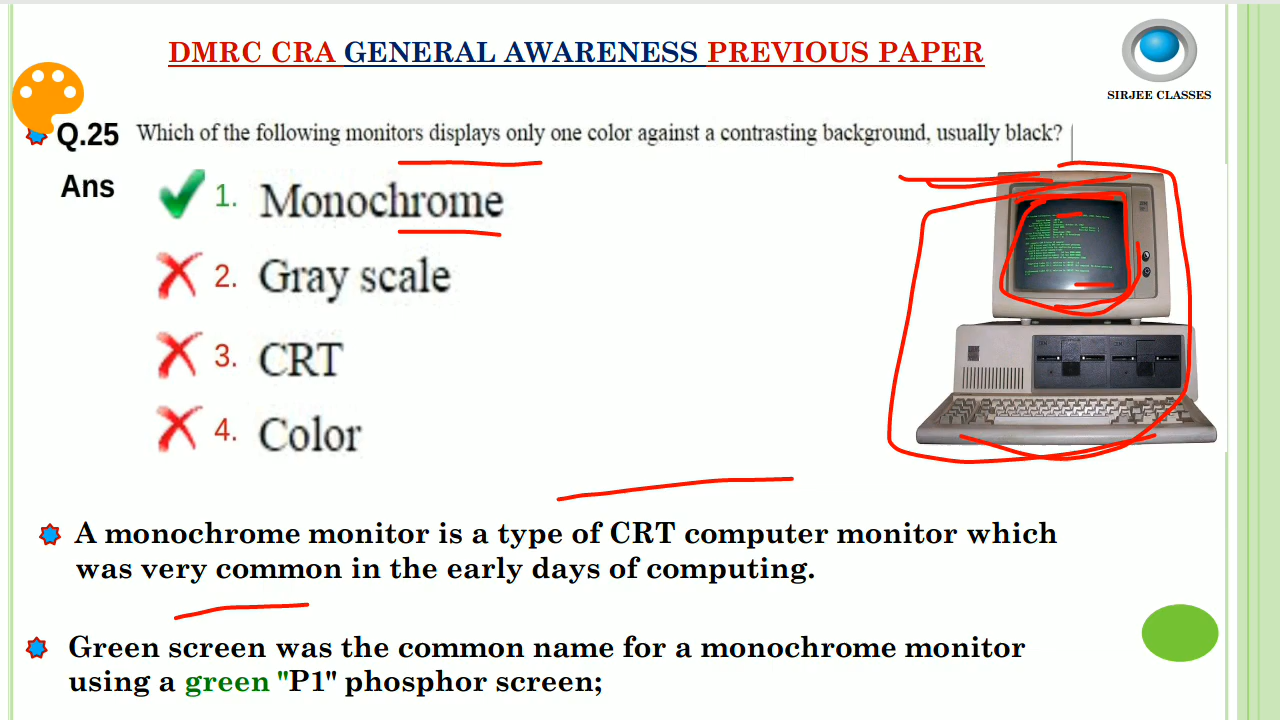 DMRC CRA GENERAL AWARENESS PREVIOUS PAPER
SIRJEE CLASSES
Q.25 Which of the following monitors displays only one color against a contrasting background, usually black?
Ans 1. Monochrome
2. Gray scale
3. CRT
4. Color
A monochrome monitor is a type of CRT computer monitor which
was very common in the early days of computing.
Green screen was the common name for a monochrome monitor
using a green "P1" phosphor screen;